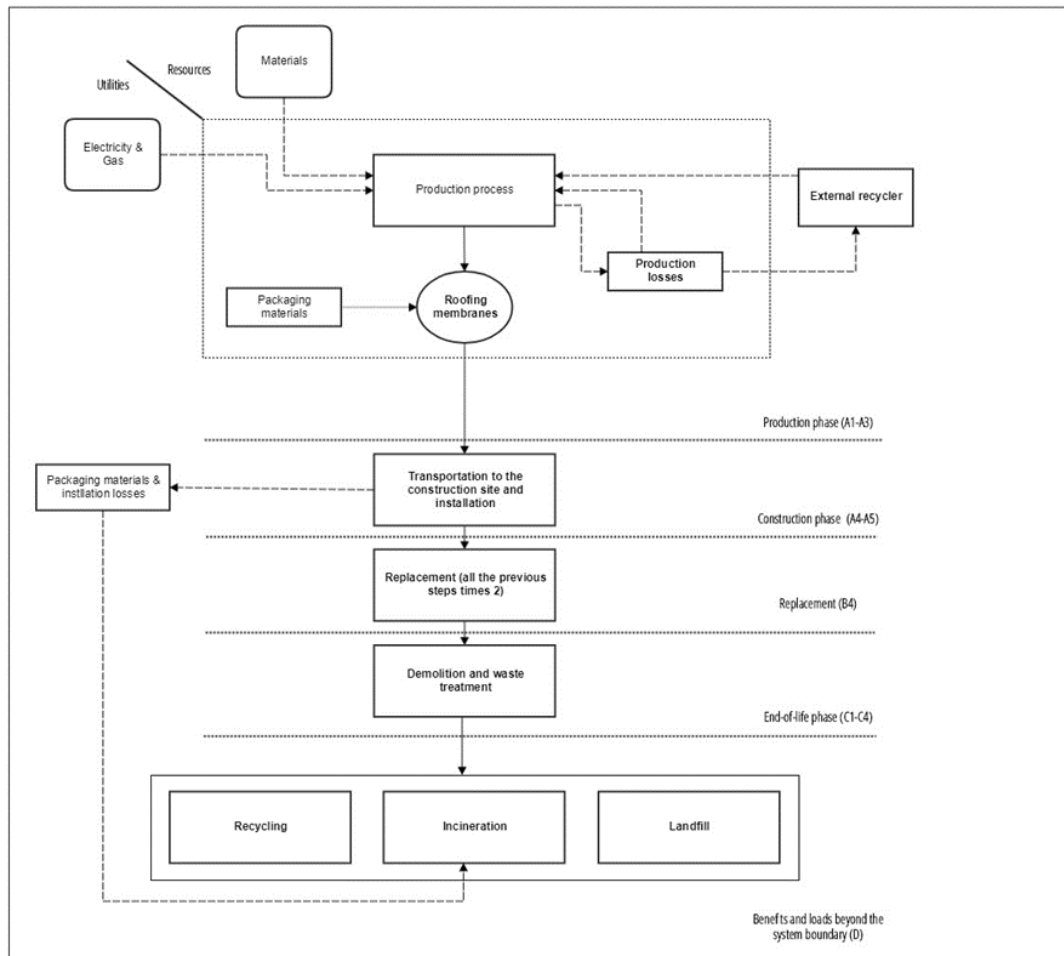 Materials
Resources
Utilities
Electricity &
Gas
Production process
External recycler
Production
losses
Packaging
materials
Roofing
membranes
Production phase (A1-A3)
Transportation to the
construction site and
installation
Packaging materials &
instllation losses
Construction phase (A4-A5)
Replacement (all the previous
steps times 2)
Replacement (B4)
Demolition and waste
treatment
End-of-life phase (C1-C4)
Recycling
Incineration
Landfill
Benefits and loads beyond the
system boundary (D)